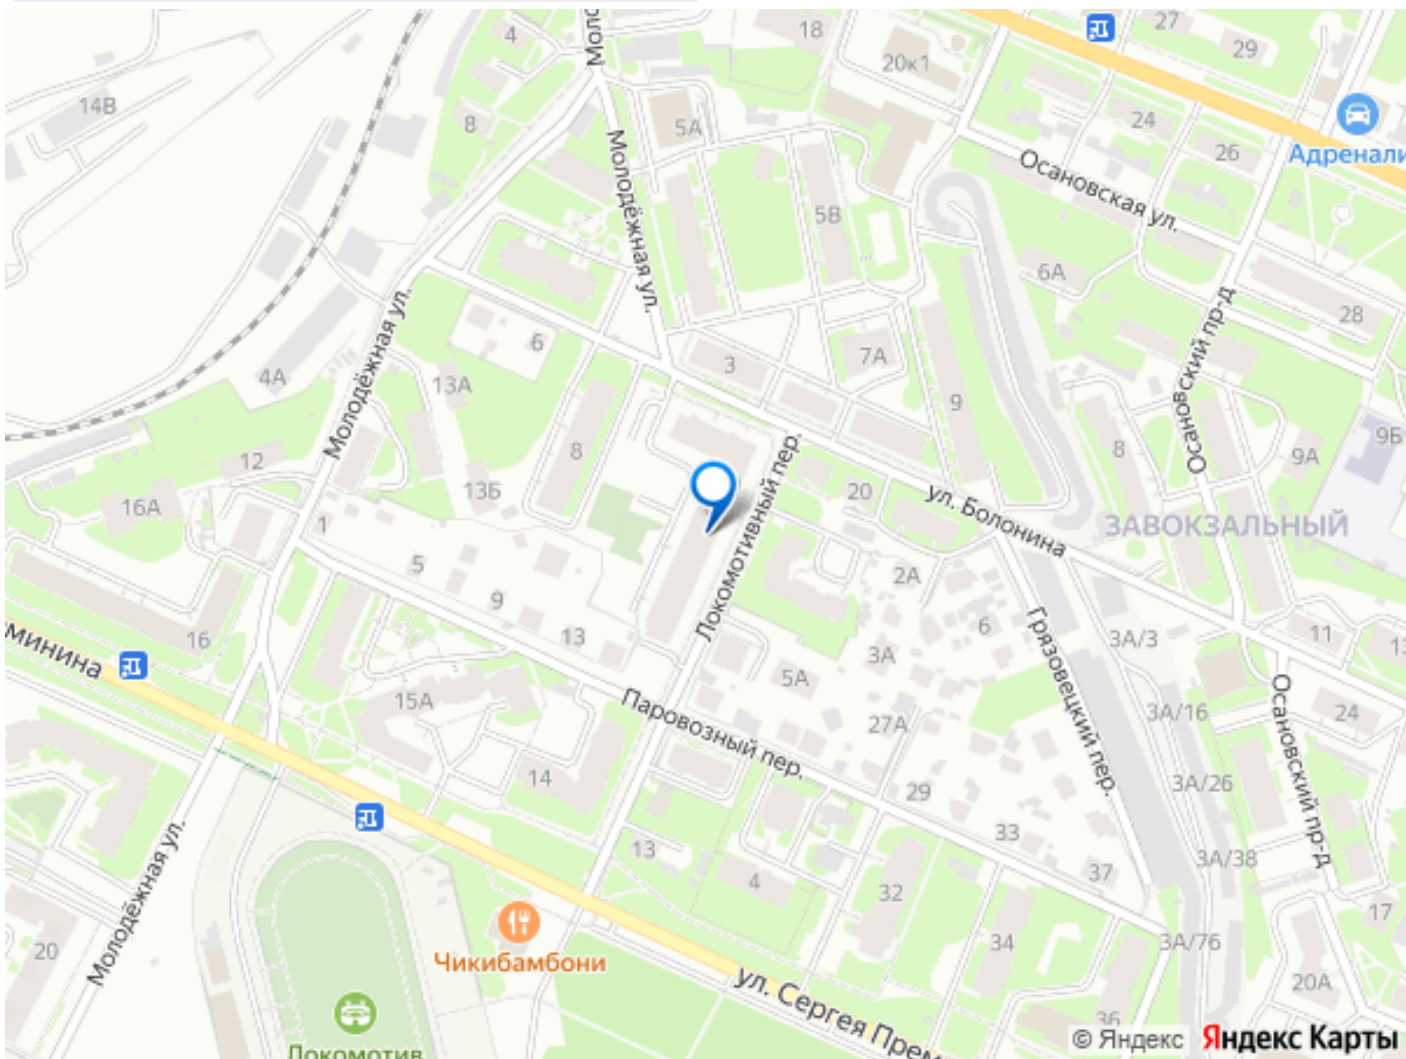 4
Моло
18
27
29
20к1
14В
8
5А
24
26
Адренали
Молодёжная ул.
Осановская ул.
5В
6А
28
Молодёжная ул.
6
3
7А
4А
13А
9
Осановский пр-д
8
8
9А
9Б
12
13Б
20
ул. Болонина
ЗАВОКЗАЛЬНЫЙ
16А
1
Локомотивный пер.
5
2А
9
6
Грязовецкий пер.
16
13
3А
3А/3
11
13
минина
5А
15А
27А
3А/16
24
Паровозный пер.
Осановский пр-д
14
29
3А/26
33
Молодёжная ул.
13
3А/38
37
4
32
17
20
34
3А/76
Чикибамбони
ул. Сергея Прем
20А
36
Локомотив
© Яндекс Яндекс Карты